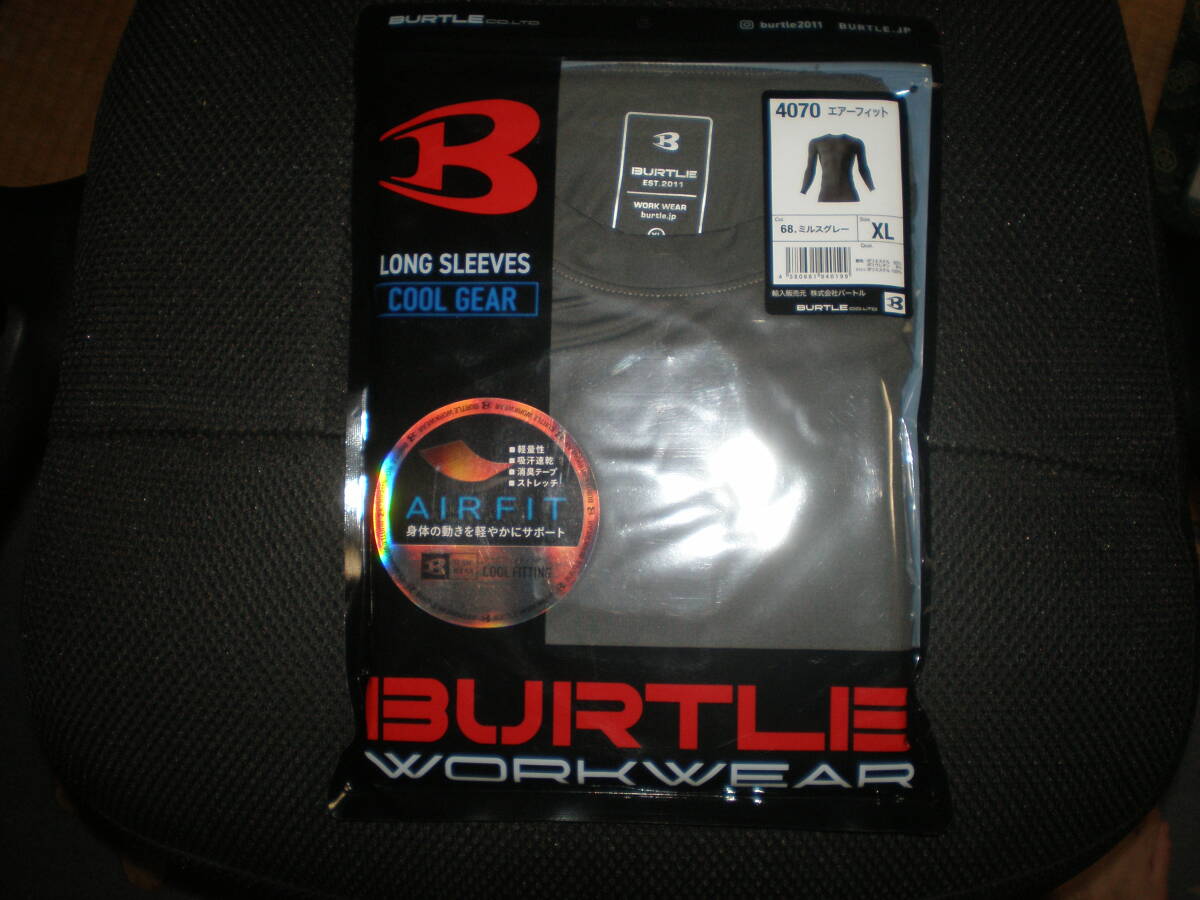 BURTLE CO.LTD
burtle2011 BURTLE.JP
B
LONG SLEEVES
COOL GEAR
B
BURTLE
EST.2011
WORK WEAR
burtle.jp
XL
4070 エアーフィット
Col.
68.ミルスグレー
Size
XL
輸入販売元 株式会社バートル
BURTLE CO.LTD
軽量性
吸汗速乾
消臭テープ
ストレッチ
AIR FIT
身体の動きを軽やかにサポート
COOL FITTING
BURTLE
WORKWEAR